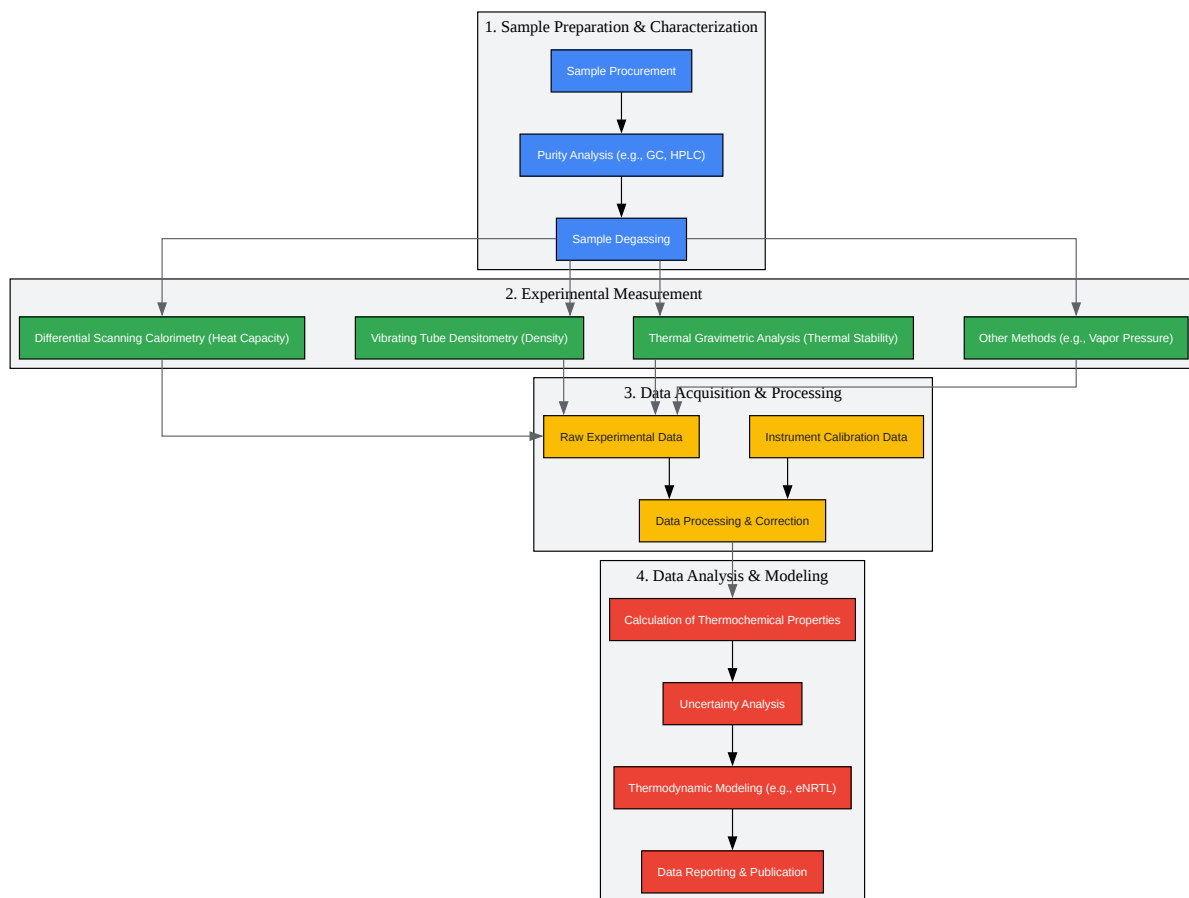 1. Sample Preparation & Characterization
Sample Procurement
Purity Analysis (e.g., GC, HPLC)
Sample Degassing
2. Experimental Measurement
Differential Scanning Calorimetry (Heat Capacity)
Vibrating Tube Densitometry (Density)
Thermal Gravimetric Analysis (Thermal Stability)
Other Methods (e.g., Vapor Pressure)
3. Data Acquisition & Processing
Raw Experimental Data
Instrument Calibration Data
Data Processing & Correction
4. Data Analysis & Modeling
Calculation of Thermochemical Properties
Uncertainty Analysis
Thermodynamic Modeling (e.g., eNRTL)
Data Reporting & Publication